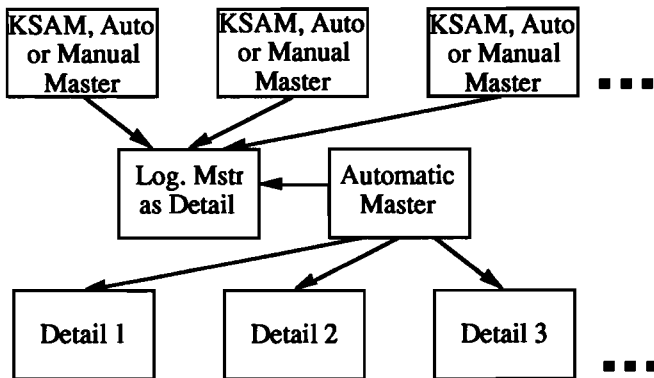 KSAM, Auto
or Manual
Master
KSAM, Auto
or Manual
Master
KSAM, Auto
or Manual
Master
Log. Mstr
as Detail
Automatic
Master
Detail 1
Detail 2
Detail 3